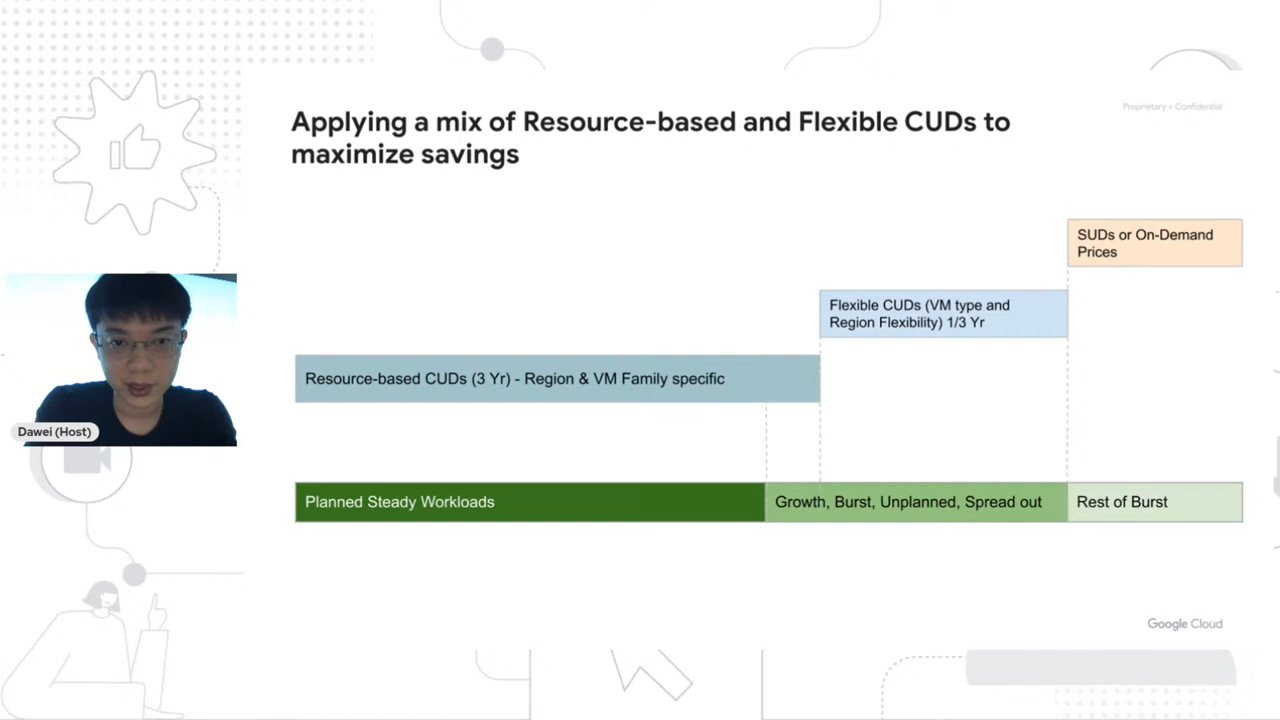 Proprietary + Confidential
Applying a mix of Resource-based and Flexible CUDs to
maximize savings
SUDs or On-Demand
Prices
Flexible CUDs (VM type and
Region Flexibility) 1/3 Yr
Resource-based CUDs (3 Yr) - Region & VM Family specific
Dawei (Host)
Planned Steady Workloads
Growth, Burst, Unplanned, Spread out
Rest of Burst
Google Cloud